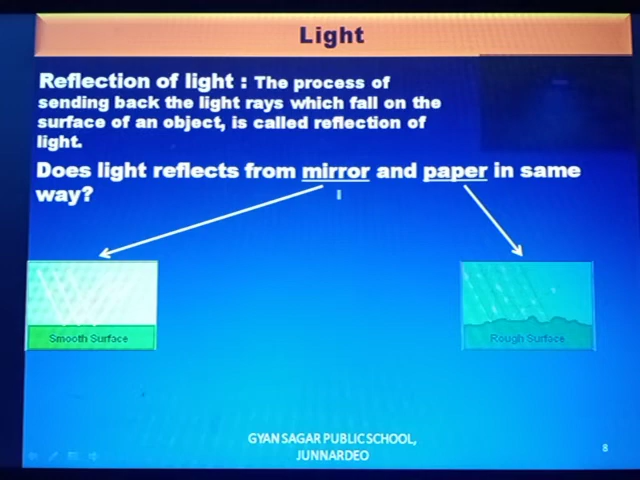 Light
Reflection of light : The process of
sending back the light rays which fall on the
surface of an object, is called reflection of
light.
Does light reflects from mirror and paper in same
way?
Smooth Surface
Rough Surface
GYAN SAGAR PUBLIC SCHOOL,
JUNNARDEO
8